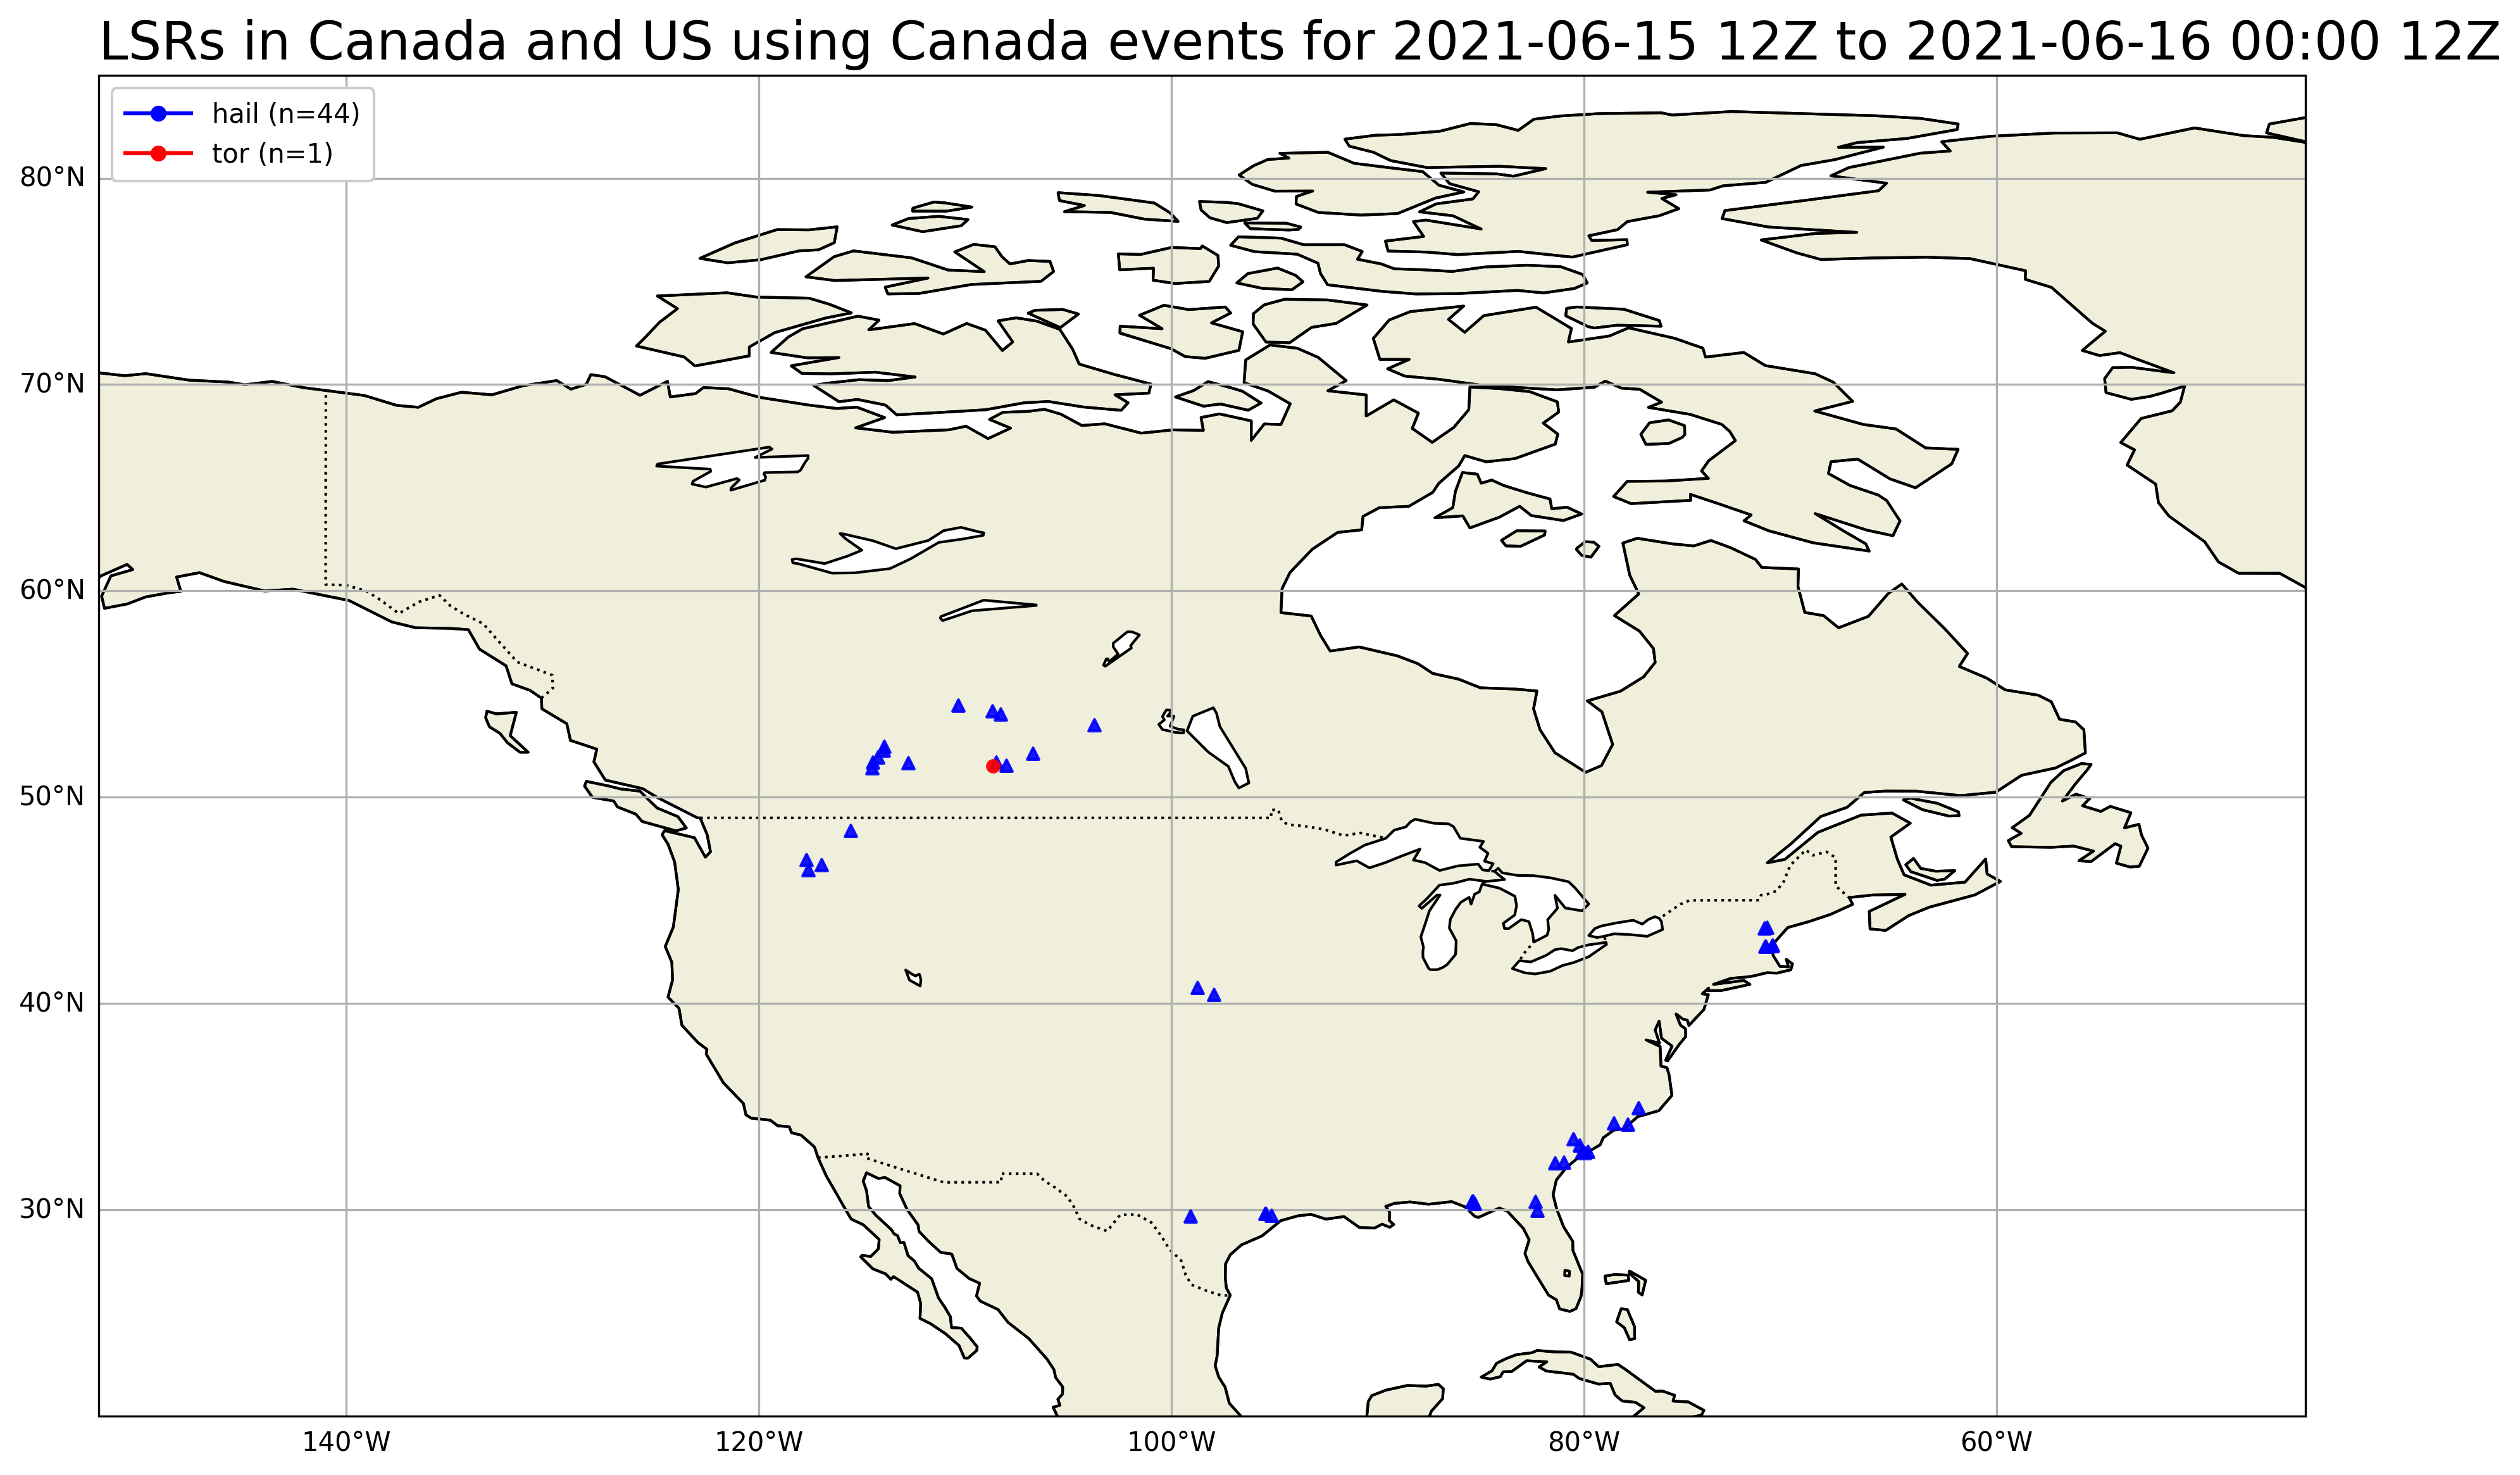 LSRs in Canada and US using Canada events for 2021-06-15 12Z to 2021-06-16 00:00 12Z
hail (n=44)
tor (n=1)
80°N
70°N
60°N
50°N
40°N
30°N
140°W
120°W
100°W
80°W
60°W